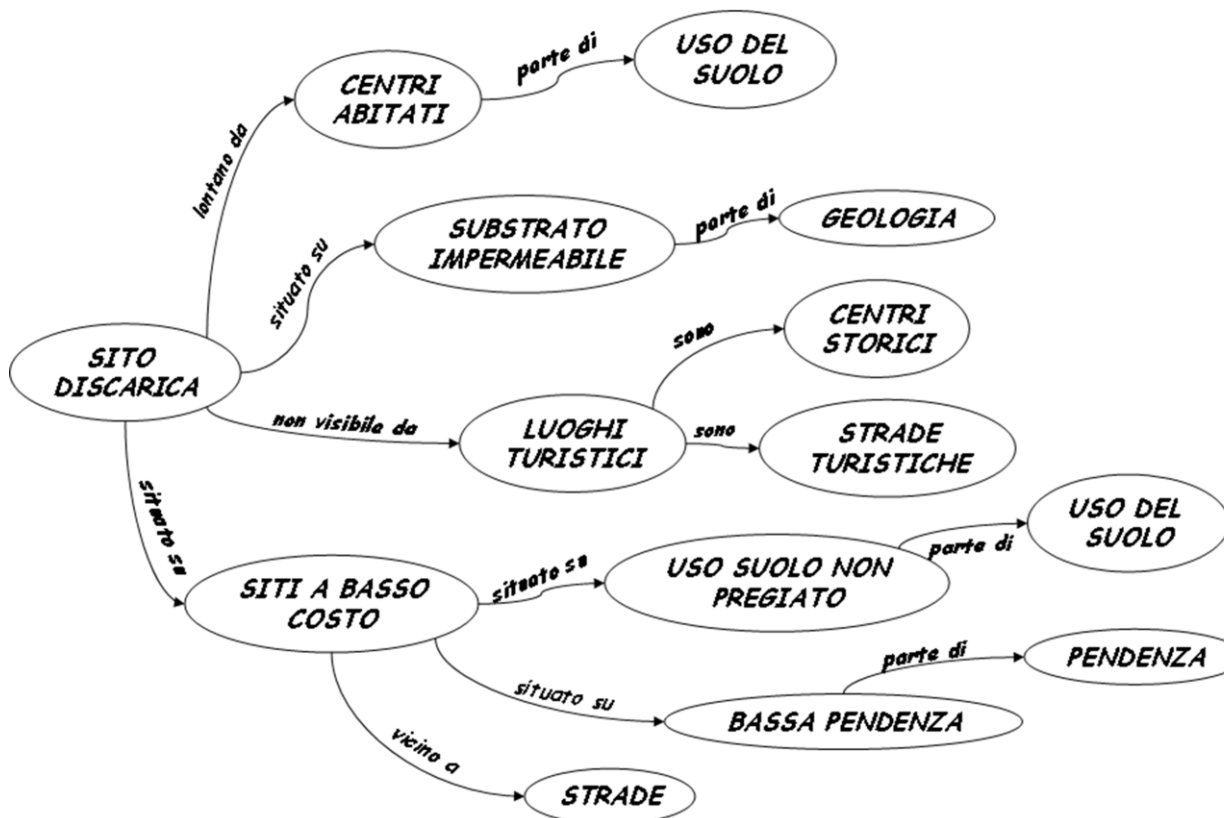 CENTRI
ABITATI
parte di
USO DEL
SUOLO
lontano da
SUBSTRATO
IMPERMEABILE
parte di
GEOLOGIA
situato su
SITO
DISCARICA
non visibile da
LUOGHI
TURISTICI
sono
CENTRI
STORICI
sono
STRADE
TURISTICHE
situato su
SITI A BASSO
COSTO
situato su
USO SUOLO NON
PREGIATO
parte di
USO DEL
SUOLO
situato su
BASSA PENDENZA
parte di
PENDENZA
vicino a
STRADE